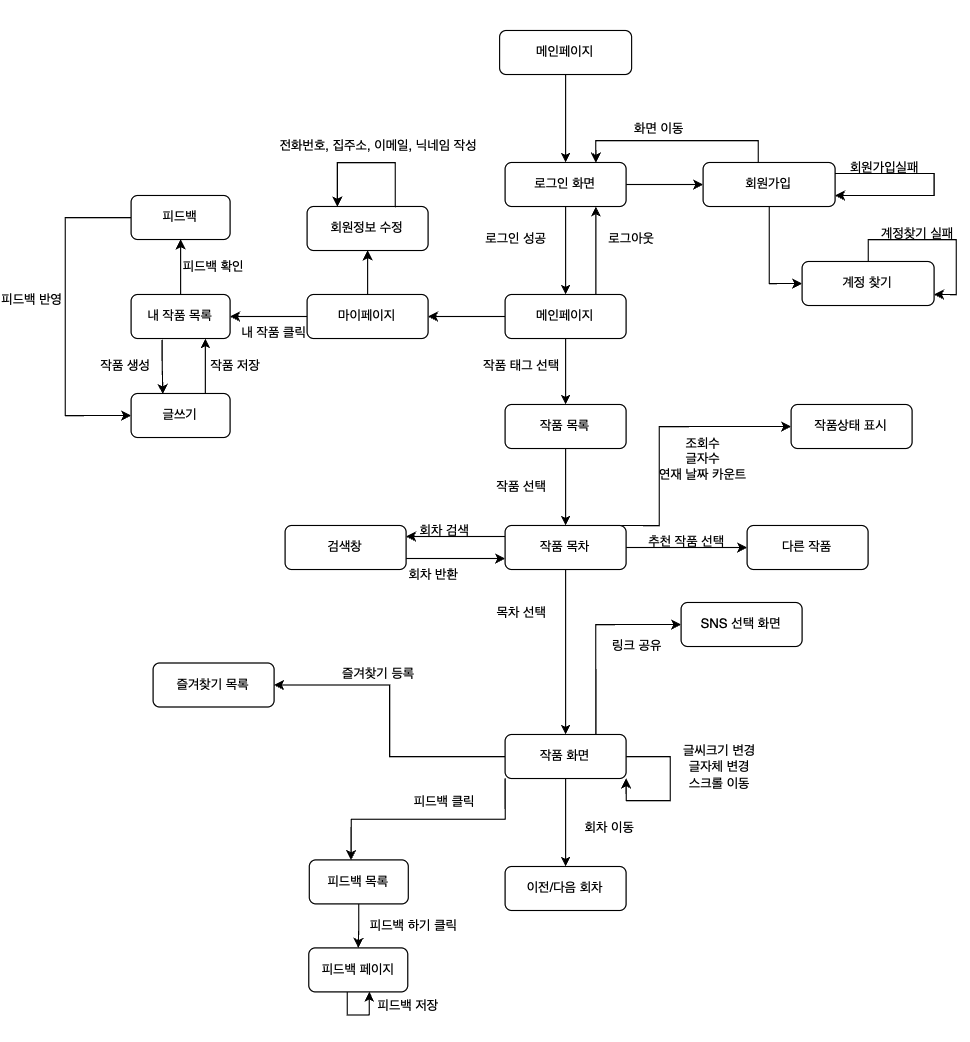 메인페이지
화면 이동
전화번호, 집주소, 이메일, 닉네임 작성
회원가입실패
로그인 화면
회원가입
피드백
회원정보 수정
로그인 성공
로그아웃
계정찾기 실패
피드백 확인
계정 찾기
피드백 반영
내 작품 목록
마이페이지
메인페이지
내 작품 클릭
작품 생성
작품 저장
작품 태그 선택
글쓰기
작품 목록
작품상태 표시
조회수
글자수
연재 날짜 카운트
작품 선택
회차 검색
검색창
작품 목차
추천 작품 선택
다른 작품
회차 반환
목차 선택
SNS 선택 화면
링크 공유
즐겨찾기 등록
즐겨찾기 목록
작품 화면
글씨크기 변경
글자체 변경
스크롤 이동
피드백 클릭
회차 이동
피드백 목록
이전/다음 회차
피드백 하기 클릭
피드백 페이지
피드백 저장